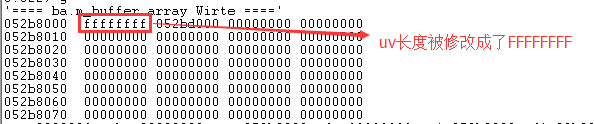 '==== ba.m_buffer array Wirte ===='
052b8000 ffffffff 052bd000 00000000 00000000
uv长度被修改成了FFFFFFFF
052b8010 00000000 00000000 00000000 00000000
052b8020 00000000 00000000 00000000 00000000
052b8030 00000000 00000000 00000000 00000000
052b8040 00000000 00000000 00000000 00000000
052b8050 00000000 00000000 00000000 00000000
052b8060 00000000 00000000 00000000 00000000
052b8070 00000000 00000000 00000000 00000000